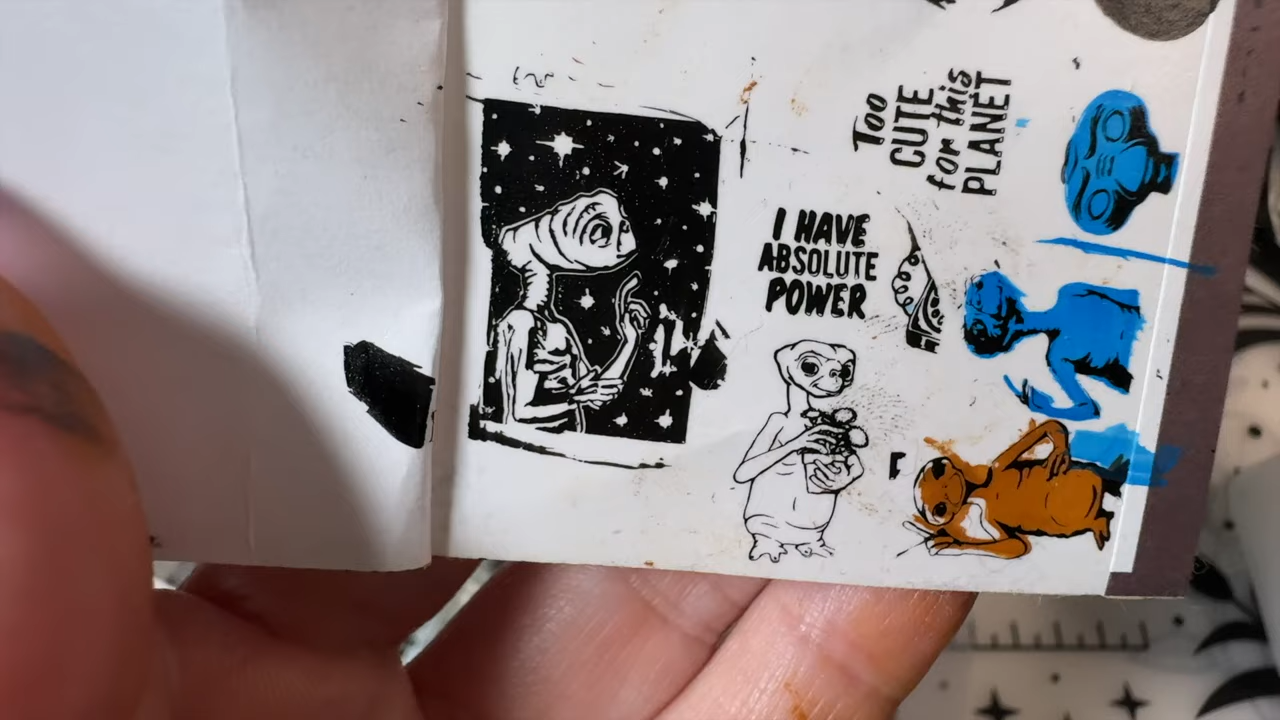 Too
CUTE
for this
PLANET
I HAVE
ABSOLUTE
POWER